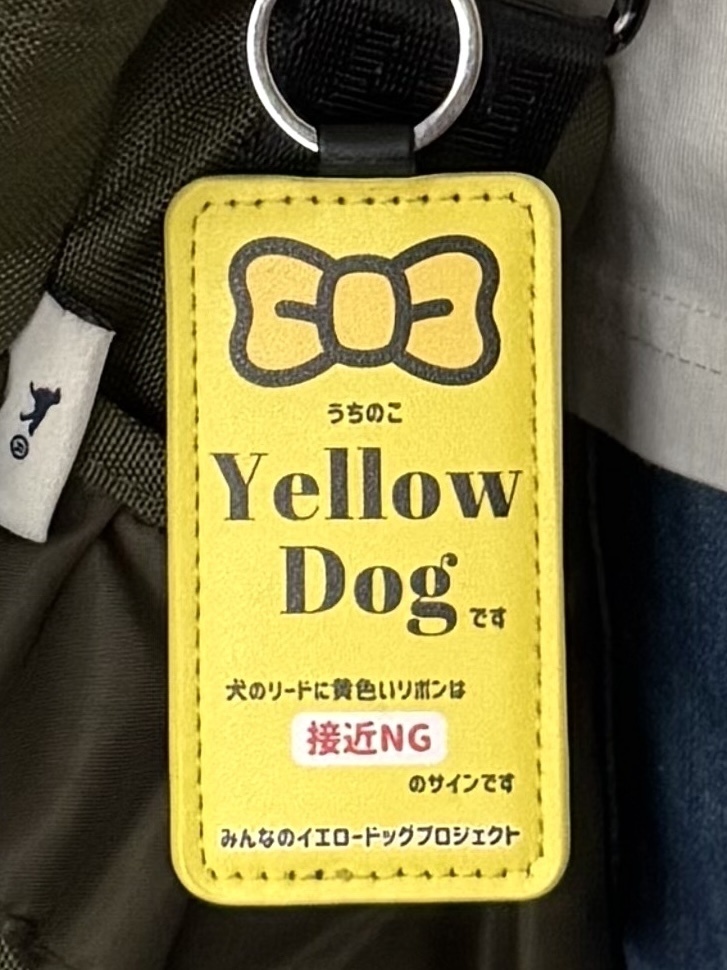 うちのこ
Yellow
Dog です
犬のリードに黄色いリボンは
接近NG
のサインです
みんなのイエロードッグプロジェクト
®